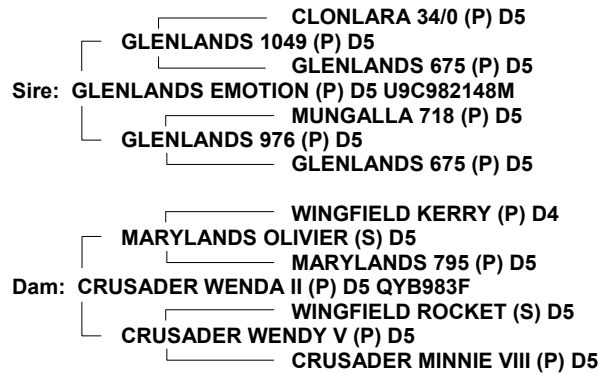 CLONLARA 34/0 (P) D5
GLENLANDS 1049 (P) D5
GLENLANDS 675 (P) D5
Sire: GLENLANDS EMOTION (P) D5 U9C982148M
MUNGALLA 718 (P) D5
GLENLANDS 976 (P) D5
GLENLANDS 675 (P) D5
WINGFIELD KERRY (P) D4
MARYLANDS OLIVIER (S) D5
MARYLANDS 795 (P) D5
Dam: CRUSADER WENDA II (P) D5 QYB983F
WINGFIELD ROCKET (S) D5
CRUSADER WENDY V (P) D5
CRUSADER MINNIE VIII (P) D5